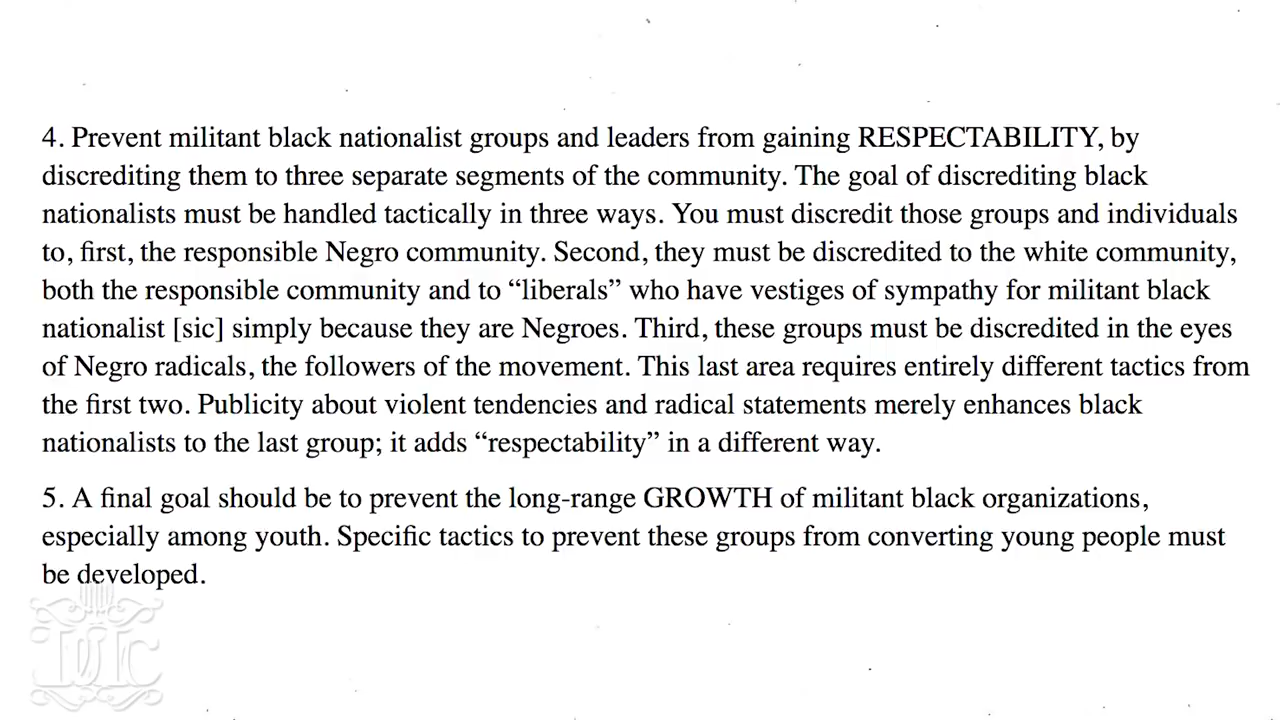 4. Prevent militant black nationalist groups and leaders from gaining RESPECTABILITY, by
discrediting them to three separate segments of the community. The goal of discrediting black
nationalists must be handled tactically in three ways. You must discredit those groups and individuals
to, first, the responsible Negro community. Second, they must be discredited to the white community,
both the responsible community and to “liberals” who have vestiges of sympathy for militant black
nationalist [sic] simply because they are Negroes. Third, these groups must be discredited in the eyes
of Negro radicals, the followers of the movement. This last area requires entirely different tactics from
the first two. Publicity about violent tendencies and radical statements merely enhances black
nationalists to the last group; it adds “respectability” in a different way.
5. A final goal should be to prevent the long-range GROWTH of militant black organizations,
especially among youth. Specific tactics to prevent these groups from converting young people must
be developed.